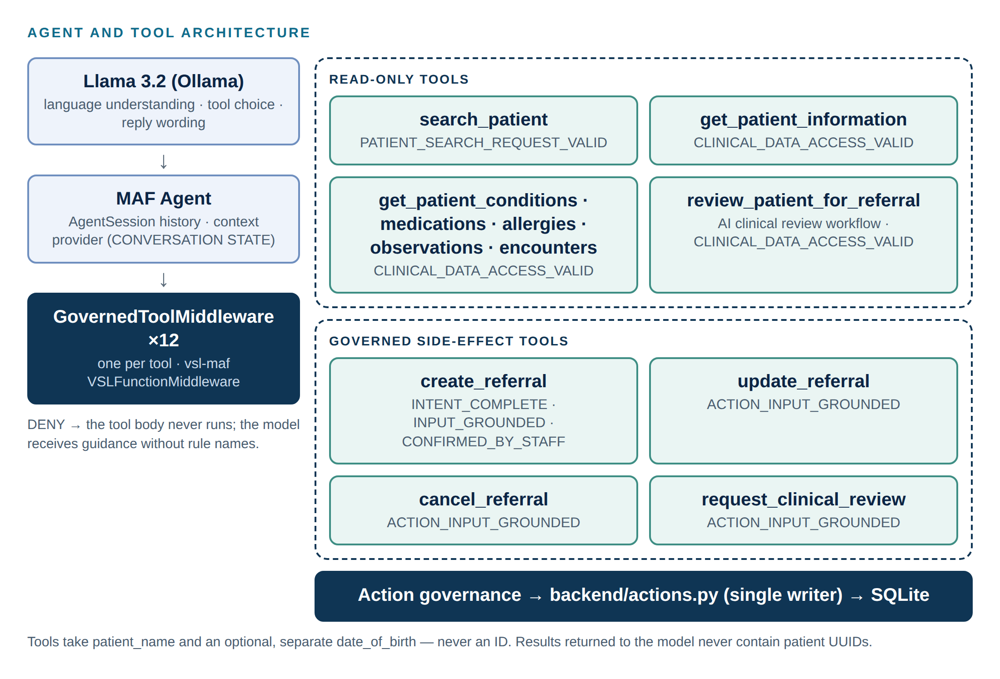 AGENT AND TOOL ARCHITECTURE
Llama 3.2 (Ollama)
language understanding · tool choice ·
reply wording
↓
MAF Agent
AgentSession history · context
provider (CONVERSATION STATE)
↓
GovernedToolMiddleware
×12
one per tool · vsl-maf
VSLFunctionMiddleware
DENY → the tool body never runs; the model
receives guidance without rule names.
READ-ONLY TOOLS
search_patient
PATIENT_SEARCH_REQUEST_VALID
get_patient_information
CLINICAL_DATA_ACCESS_VALID
get_patient_conditions ·
medications · allergies ·
observations · encounters
CLINICAL_DATA_ACCESS_VALID
review_patient_for_referral
AI clinical review workflow ·
CLINICAL_DATA_ACCESS_VALID
GOVERNED SIDE-EFFECT TOOLS
create_referral
INTENT_COMPLETE ·
INPUT_GROUNDED ·
CONFIRMED_BY_STAFF
update_referral
ACTION_INPUT_GROUNDED
cancel_referral
ACTION_INPUT_GROUNDED
request_clinical_review
ACTION_INPUT_GROUNDED
Action governance → backend/actions.py (single writer) → SQLite
Tools take patient_name and an optional, separate date_of_birth — never an ID. Results returned to the model never contain patient UUIDs.